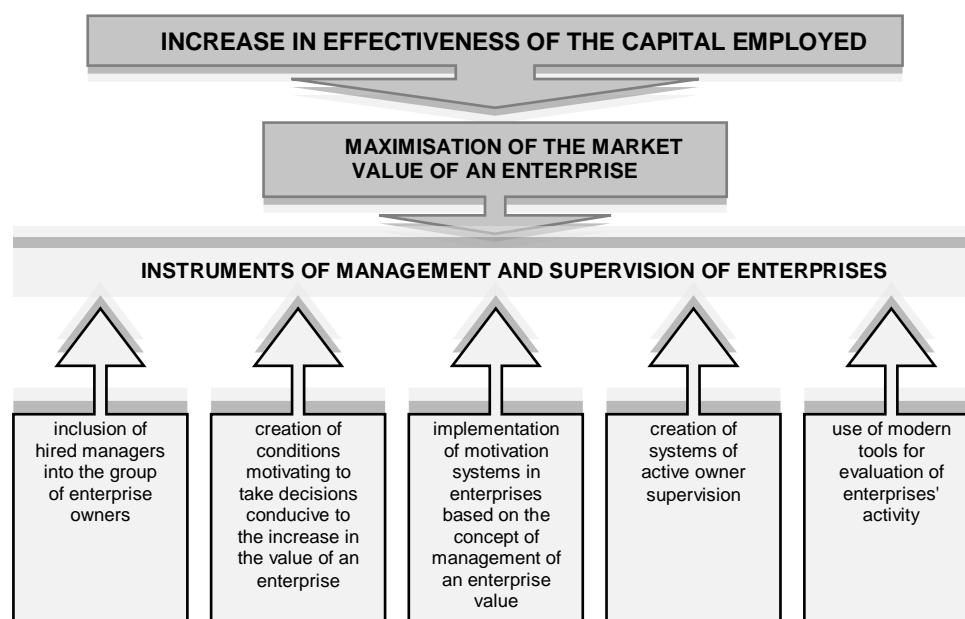 INCREASE IN EFFECTIVENESS OF THE CAPITAL EMPLOYED
MAXIMISATION OF THE MARKET
VALUE OF AN ENTERPRISE
INSTRUMENTS OF MANAGEMENT AND SUPERVISION OF ENTERPRISES
inclusion of
hired managers
into the group
of enterprise
owners
creation of
conditions
motivating to
take decisions
conducive to
the increase in
the value of an
enterprise
implementation
of motivation
systems in
enterprises
based on the
concept of
management of
an enterprise
value
creation of
systems of
active owner
supervision
use of modern
tools for
evaluation of
enterprises'
activity